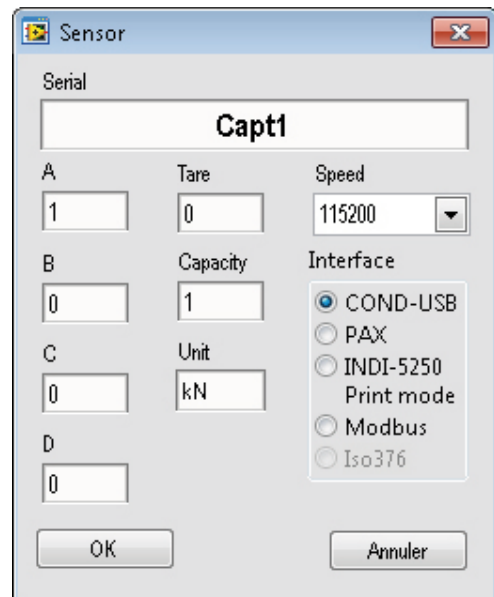 Sensor
Serial
Capt1
A
Tare
Speed
1
0
115200
B
Capacity
Interface
0
1
COND-USB
PAX
C
Unit
INDI-5250
0
kN
Print mode
Modbus
D
Iso376
0
OK
Annuler